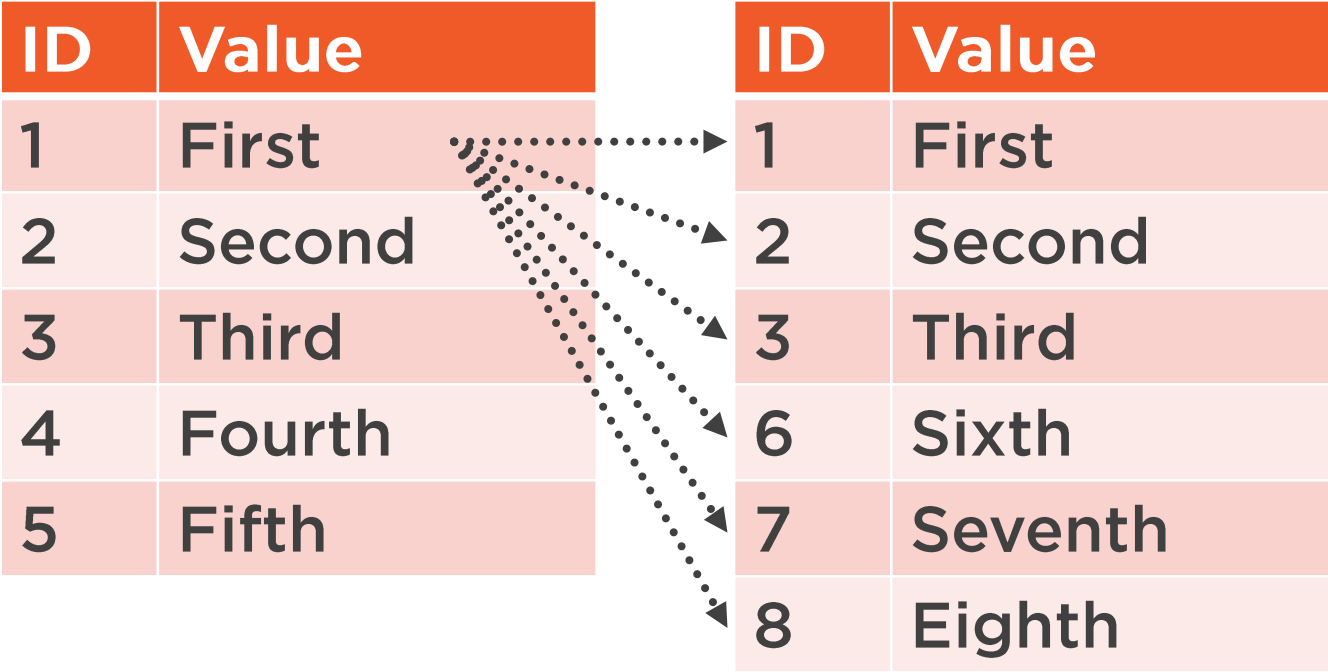 ID Value
1 First
2 Second
3 Third
4 Fourth
5 Fifth
ID Value
1 First
2 Second
3 Third
6 Sixth
7 Seventh
8 Eighth